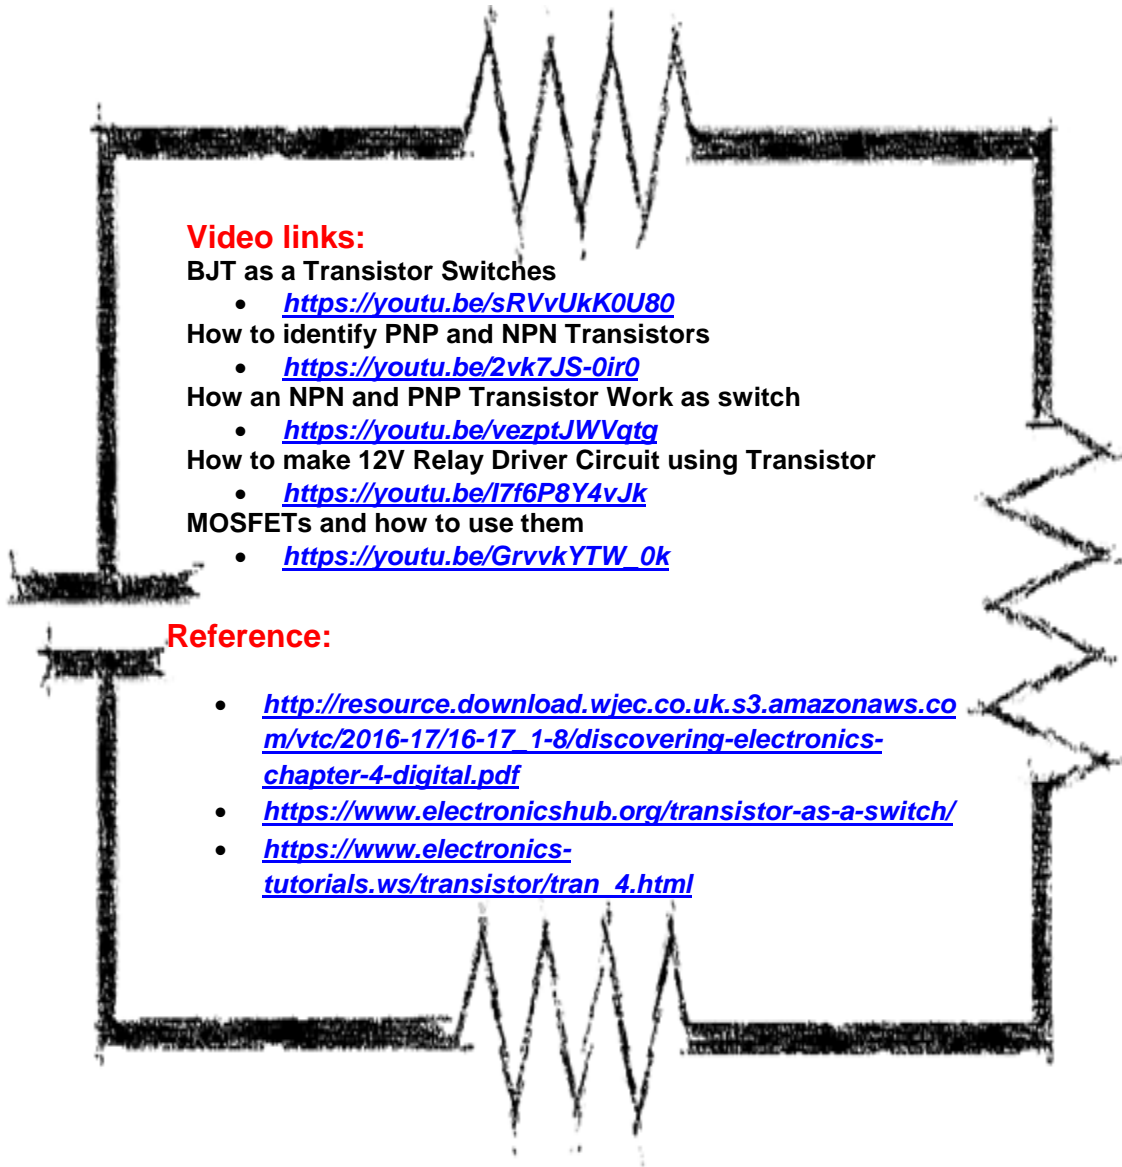 Video links:
BJT as a Transistor Switches
• https://youtu.be/sRVvUkK0U80
How to identify PNP and NPN Transistors
• https://youtu.be/2vk7JS-0ir0
How an NPN and PNP Transistor Work as switch
• https://youtu.be/vezptJWVqtg
How to make 12V Relay Driver Circuit using Transistor
• https://youtu.be/I7f6P8Y4vJk
MOSFETs and how to use them
• https://youtu.be/GrvvkYTW_0k
Reference:
• http://resource.download.wjec.co.uk.s3.amazonaws.co
m/vtc/2016-17/16-17_1-8/discovering-electronics-
chapter-4-digital.pdf
• https://www.electronicshub.org/transistor-as-a-switch/
• https://www.electronics-
tutorials.ws/transistor/tran_4.html